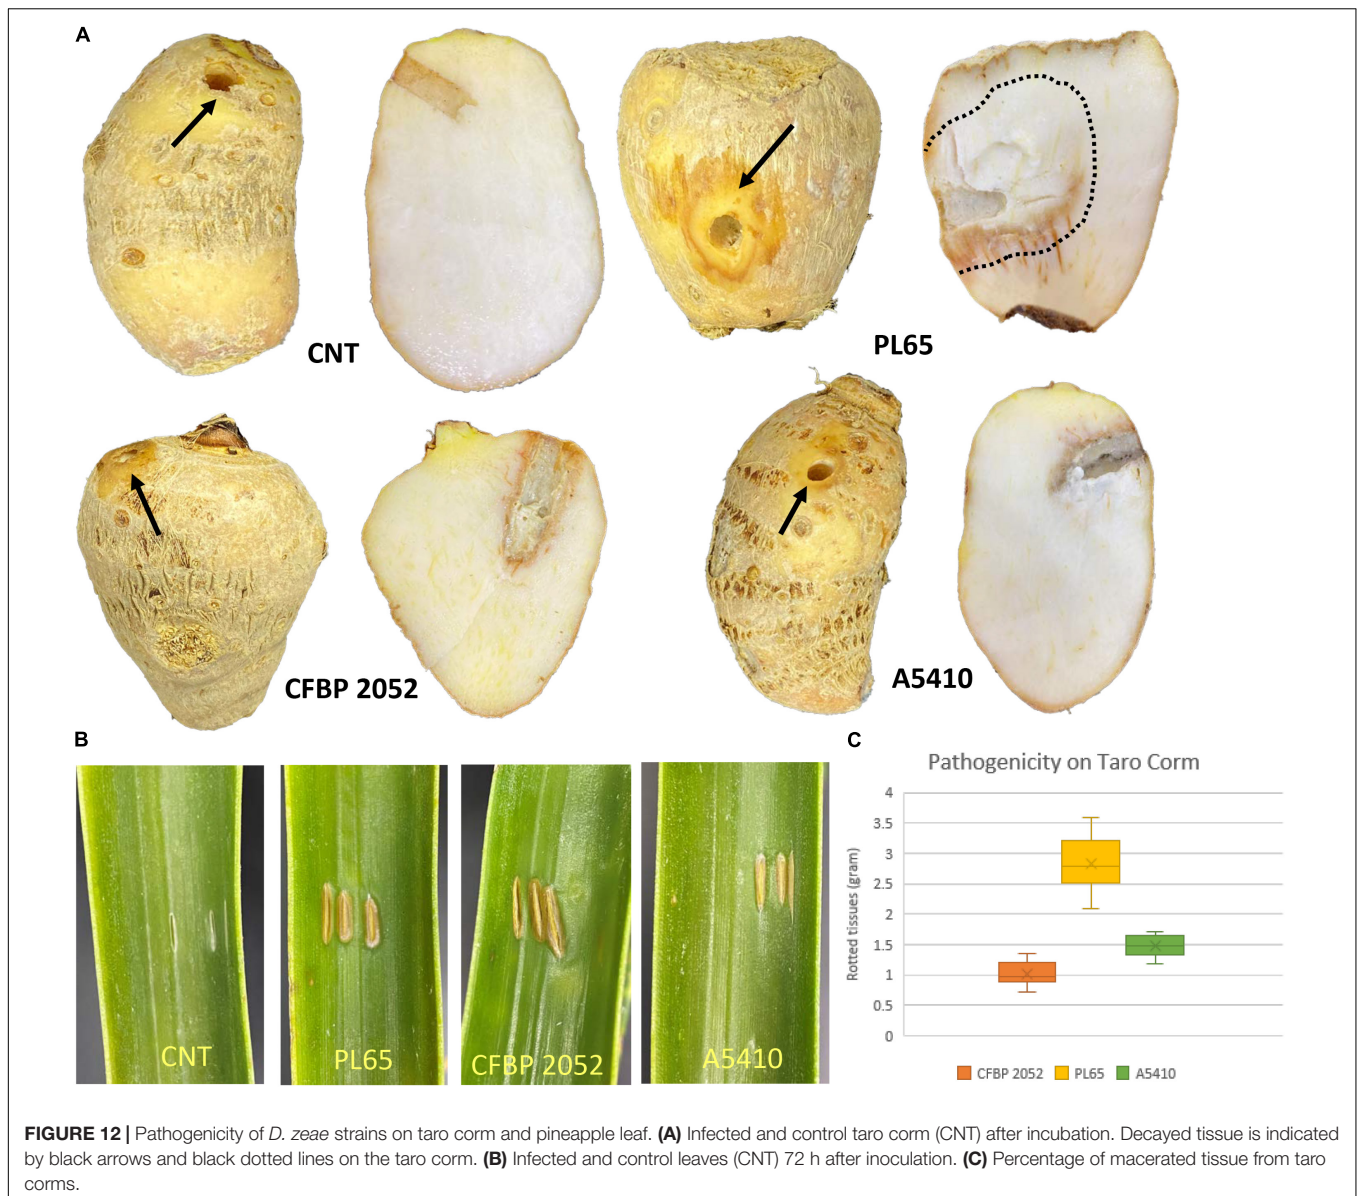 A
CNT
PL65
CFBP 2052
A5410
B
CNT
PL65
CFBP 2052
A5410
C
Pathogenicity on Taro Corm
Rotted tissues (gram)
4
3.5
3
2.5
2
1.5
1
0.5
0
CFBP 2052 PL65 A5410
FIGURE 12 | Pathogenicity of D. zeae strains on taro corm and pineapple leaf. (A) Infected and control taro corm (CNT) after incubation. Decayed tissue is indicated
by black arrows and black dotted lines on the taro corm. (B) Infected and control leaves (CNT) 72 h after inoculation. (C) Percentage of macerated tissue from taro
corms.